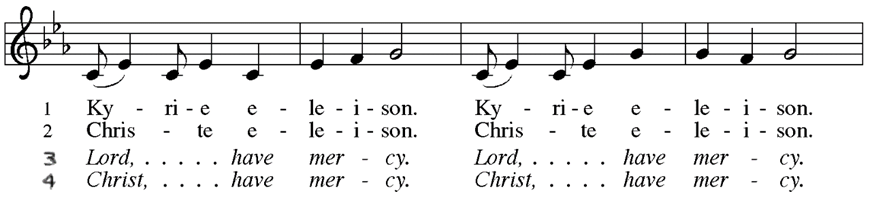 1 Ky - ri - e e - le - i - son. Ky - ri - e e - le - i - son.
2 Chris - te e - le - i - son. Chris - te e - le - i - son.
3 Lord, . . . . . have mer - cy. Lord, . . . . . have mer - cy.
4 Christ, . . . . have mer - cy. Christ, . . . . have mer - cy.